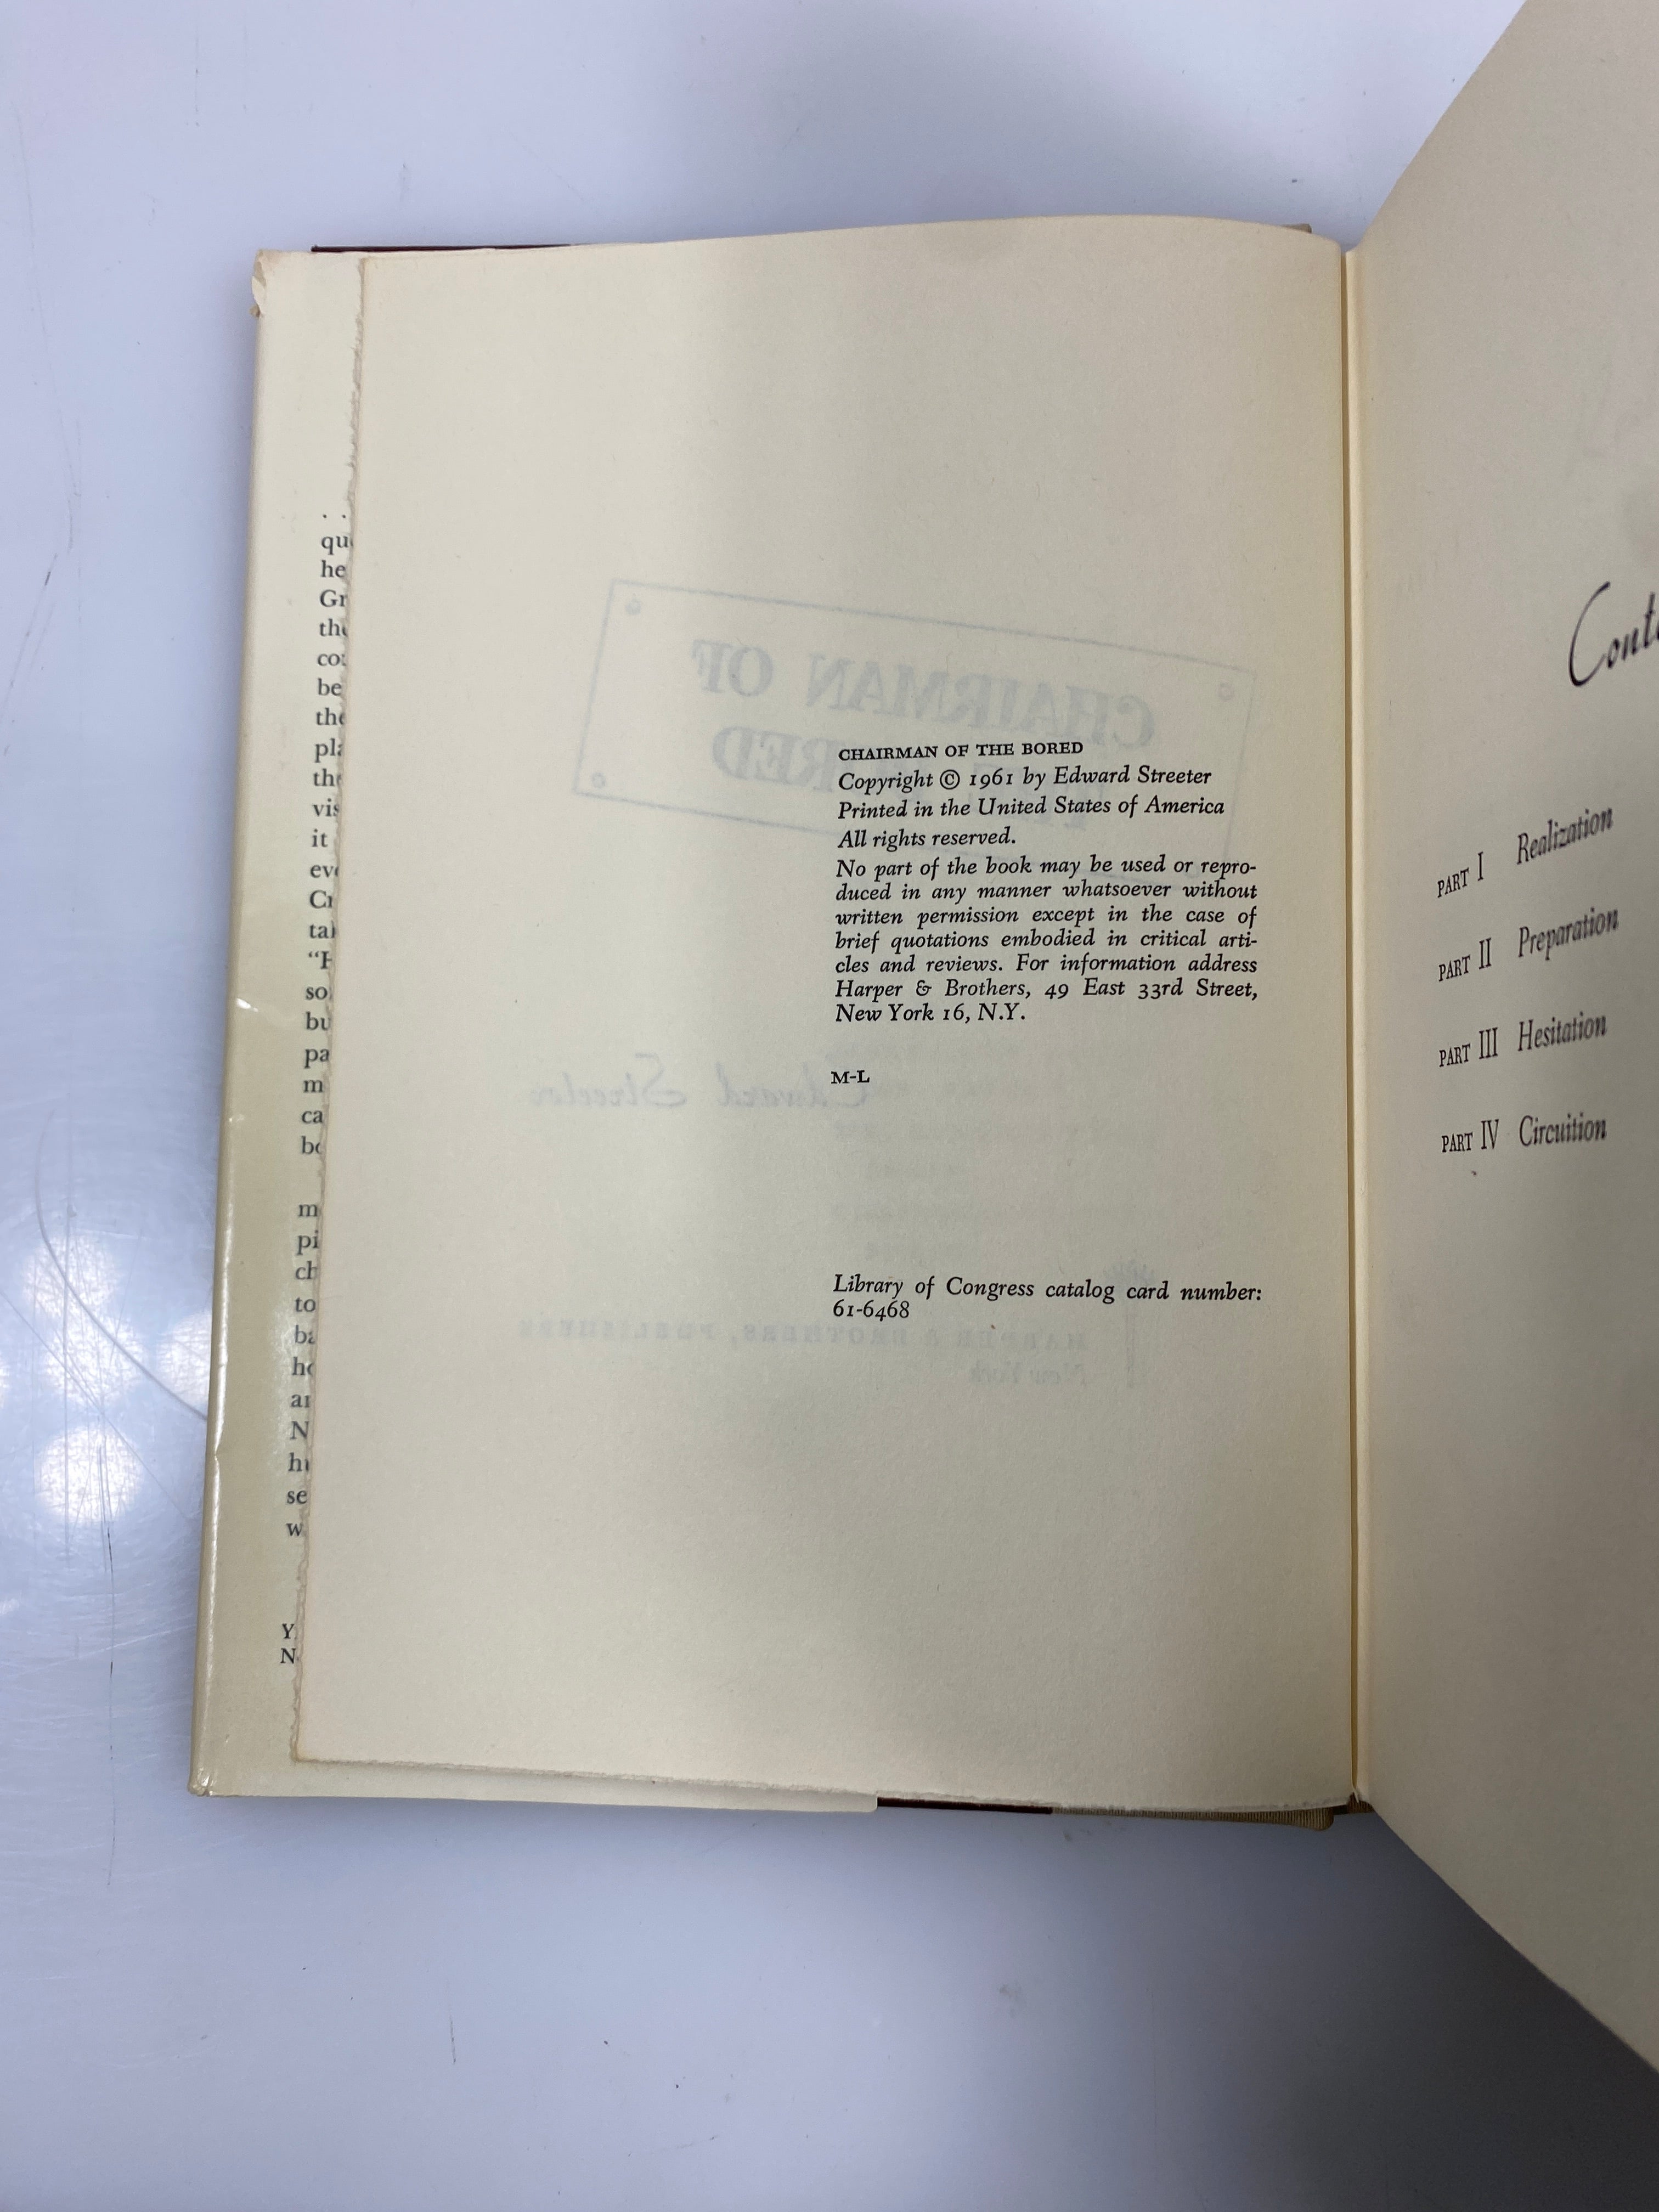 CHAIRMAN OF THE BORED
Copyright © 1961 by Edward Streeter
Printed in the United States of America
All rights reserved.
No part of the book may be used or repro-
duced in any manner whatsoever without
written permission except in the case of
brief quotations embodied in critical arti-
cles and reviews. For information address
Harper & Brothers, 49 East 33rd Street,
New York 16, N.Y.
M-L
Library of Congress catalog card number:
61-6468
PART I Realization
PART II Preparation
PART III Hesitation
PART IV Circuition